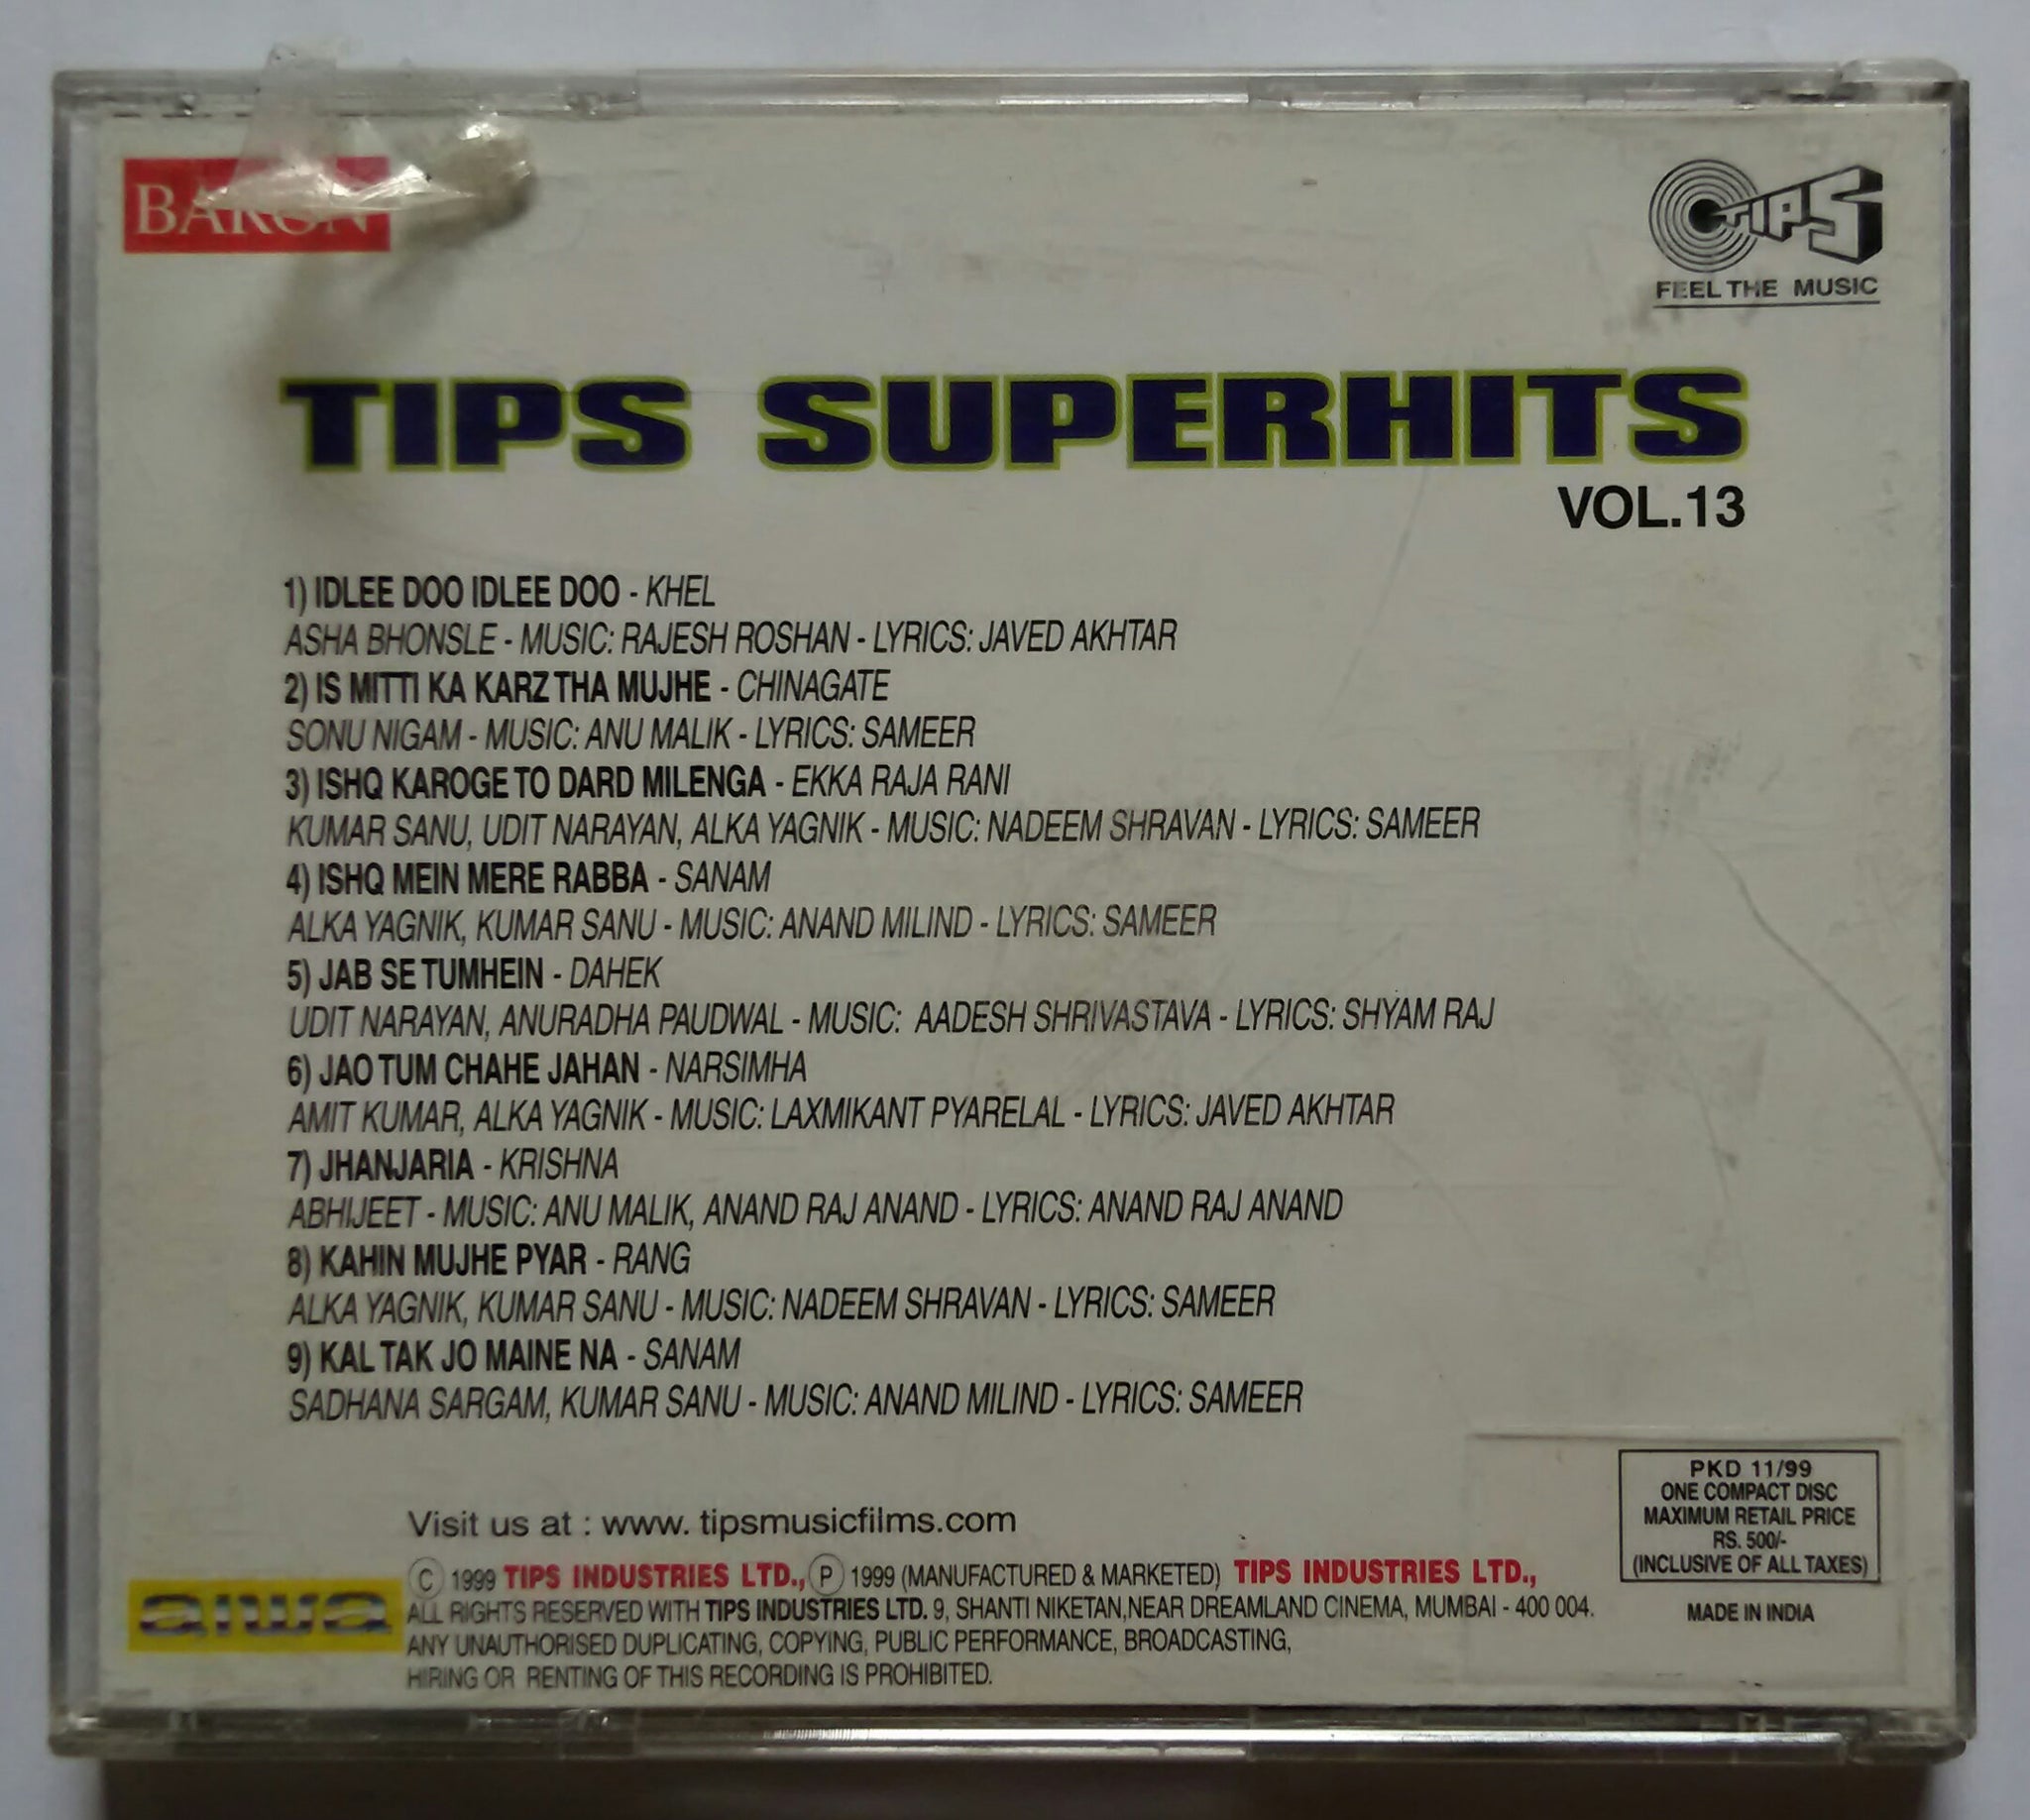 BARON
TIPS
FEEL THE MUSIC
TIPS SUPERHITS
VOL.13
1) IDLEE DOO IDLEE DOO - KHEL
ASHA BHONSLE - MUSIC: RAJESH ROSHAN - LYRICS: JAVED AKHTAR
2) IS MITTI KA KARZ THA MUJHE - CHINAGATE
SONU NIGAM - MUSIC: ANU MALIK - LYRICS: SAMEER
3) ISHQ KAROGE TO DARD MILENGA - EKKA RAJA RANI
KUMAR SANU, UDIT NARAYAN, ALKA YAGNIK - MUSIC: NADEEM SHRAVAN - LYRICS: SAMEER
4) ISHQ MEIN MERE RABBA - SANAM
ALKA YAGNIK, KUMAR SANU - MUSIC: ANAND MILIND - LYRICS: SAMEER
5) JAB SE TUMHEIN - DAHEK
UDIT NARAYAN, ANURADHA PAUDWAL - MUSIC: AADESH SHRIVASTAVA - LYRICS: SHYAM RAJ
6) JAO TUM CHAHE JAHAN - NARSIMHA
AMIT KUMAR, ALKA YAGNIK - MUSIC: LAXMIKANT PYARELAL - LYRICS: JAVED AKHTAR
7) JHANJARIA - KRISHNA
ABHIJEET - MUSIC: ANU MALIK, ANAND RAJ ANAND - LYRICS: ANAND RAJ ANAND
8) KAHIN MUJHE PYAR - RANG
ALKA YAGNIK, KUMAR SANU - MUSIC: NADEEM SHRAVAN - LYRICS: SAMEER
9) KAL TAK JO MAINE NA - SANAM
SADHANA SARGAM, KUMAR SANU - MUSIC: ANAND MILIND - LYRICS: SAMEER
Visit us at : www. tipsmusicfilms.com
Ⓒ 1999 TIPS INDUSTRIES LTD., Ⓟ 1999 (MANUFACTURED & MARKETED) TIPS INDUSTRIES LTD.,
ALL RIGHTS RESERVED WITH TIPS INDUSTRIES LTD. 9, SHANTI NIKETAN,NEAR DREAMLAND CINEMA, MUMBAI - 400 004.
ANY UNAUTHORISED DUPLICATING, COPYING, PUBLIC PERFORMANCE, BROADCASTING,
HIRING OR RENTING OF THIS RECORDING IS PROHIBITED.
aiwa
PKD 11/99
ONE COMPACT DISC
MAXIMUM RETAIL PRICE
RS. 500/-
(INCLUSIVE OF ALL TAXES)
MADE IN INDIA